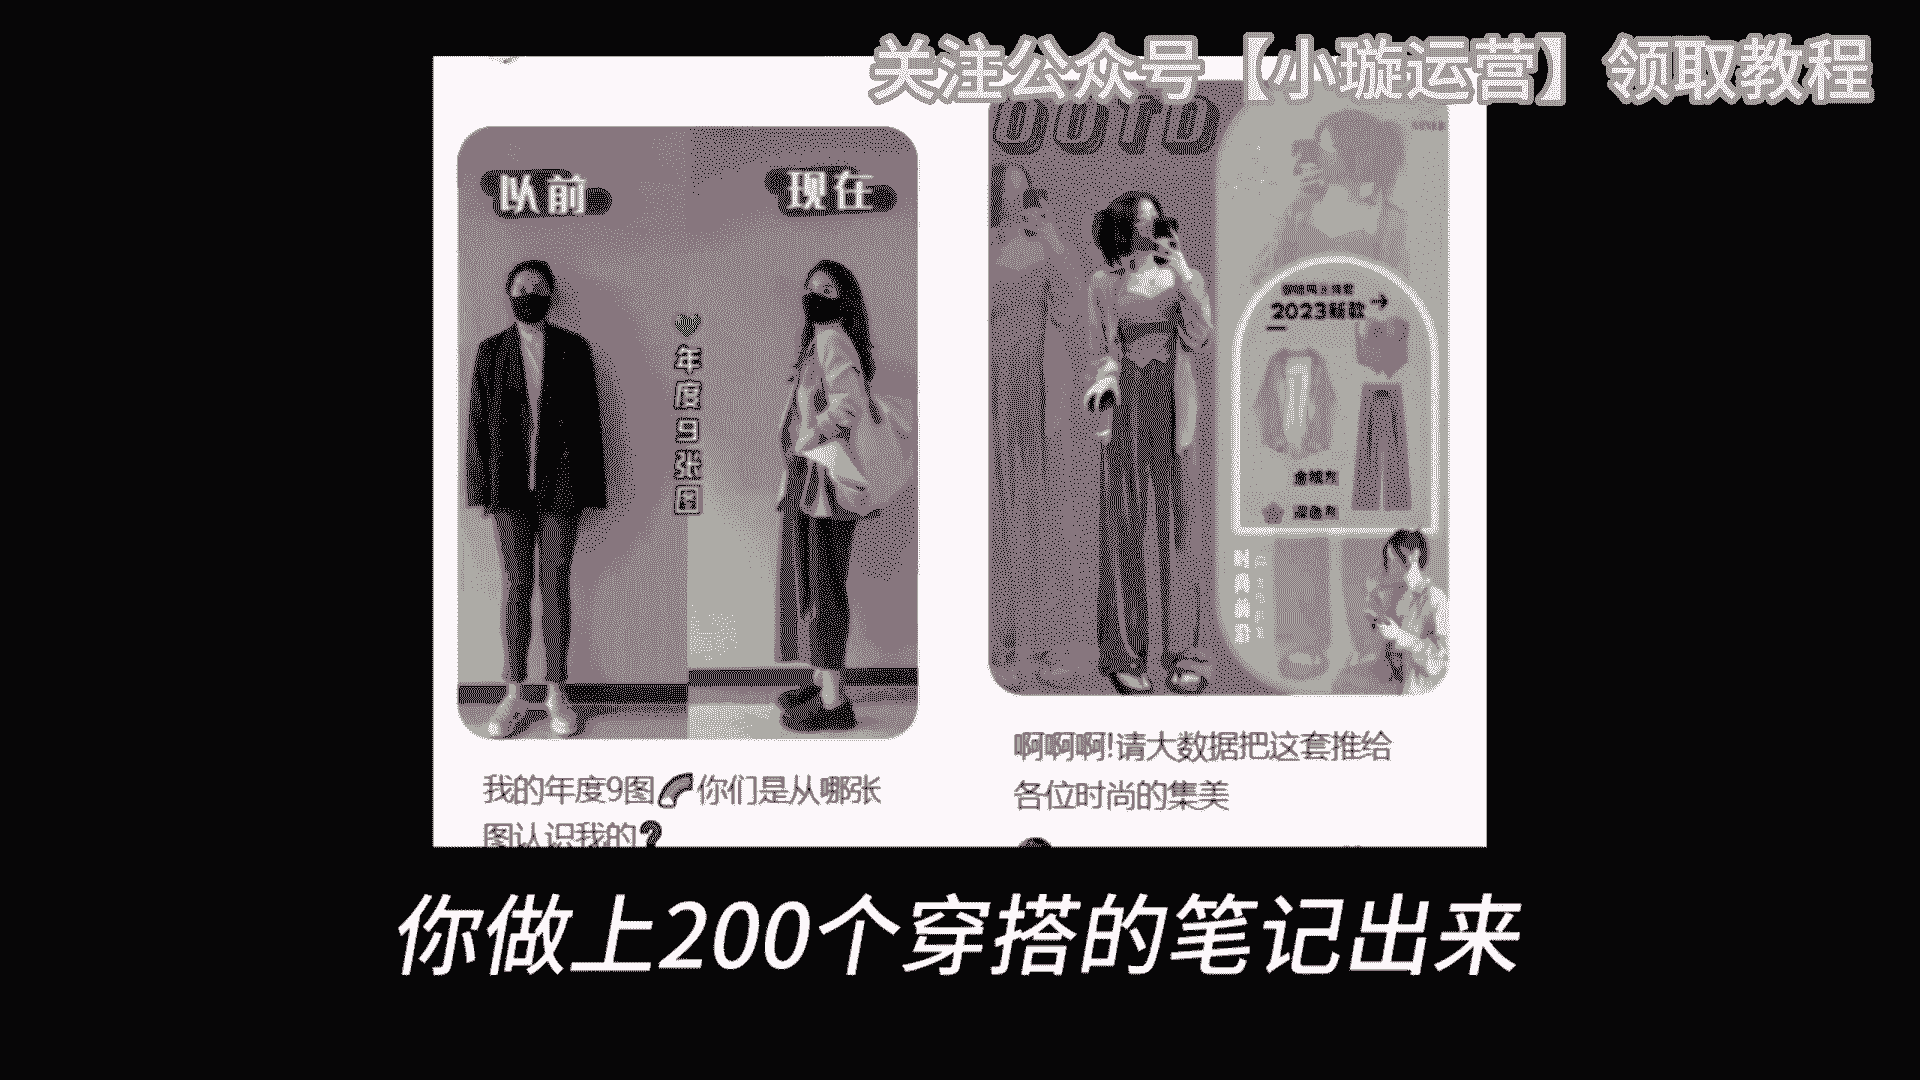 关注公众号【小璇运营】领取教程
OOTD
以前
现在
年度9张图
2023新款
我的年度9图🌈你们是从哪张
图认识我的❓
啊啊啊!请大数据把这套推给
各位时尚的集美
你做上200个穿搭的笔记出来